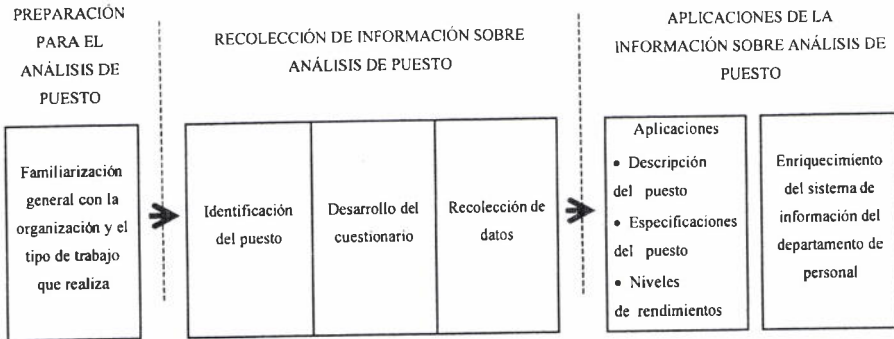 PREPARACIÓN
PARA EL
ANÁLISIS DE
PUESTO
RECOLECCIÓN DE INFORMACIÓN SOBRE
ANÁLISIS DE PUESTO
APLICACIONES DE LA
INFORMACIÓN SOBRE ANÁLISIS DE
PUESTO
Familiarización
general con la
organización y el
tipo de trabajo
que realiza
Identificación
del puesto
Desarrollo del
cuestionario
Recolección de
datos
Aplicaciones
• Descripción
del puesto
• Especificaciones
del puesto
• Niveles
de rendimientos
Enriquecimiento
del sistema de
información del
departamento de
personal